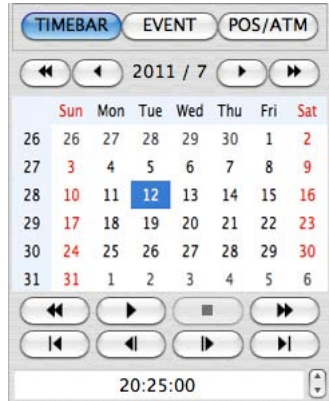 TIMEBAR EVENT POS/ATM
2011 / 7
Sun Mon Tue Wed Thu Fri Sat
26 26 27 28 29 30 1 2
27 3 4 5 6 7 8 9
28 10 11 12 13 14 15 16
29 17 18 19 20 21 22 23
30 24 25 26 27 28 29 30
31 31 1 2 3 4 5 6
20:25:00